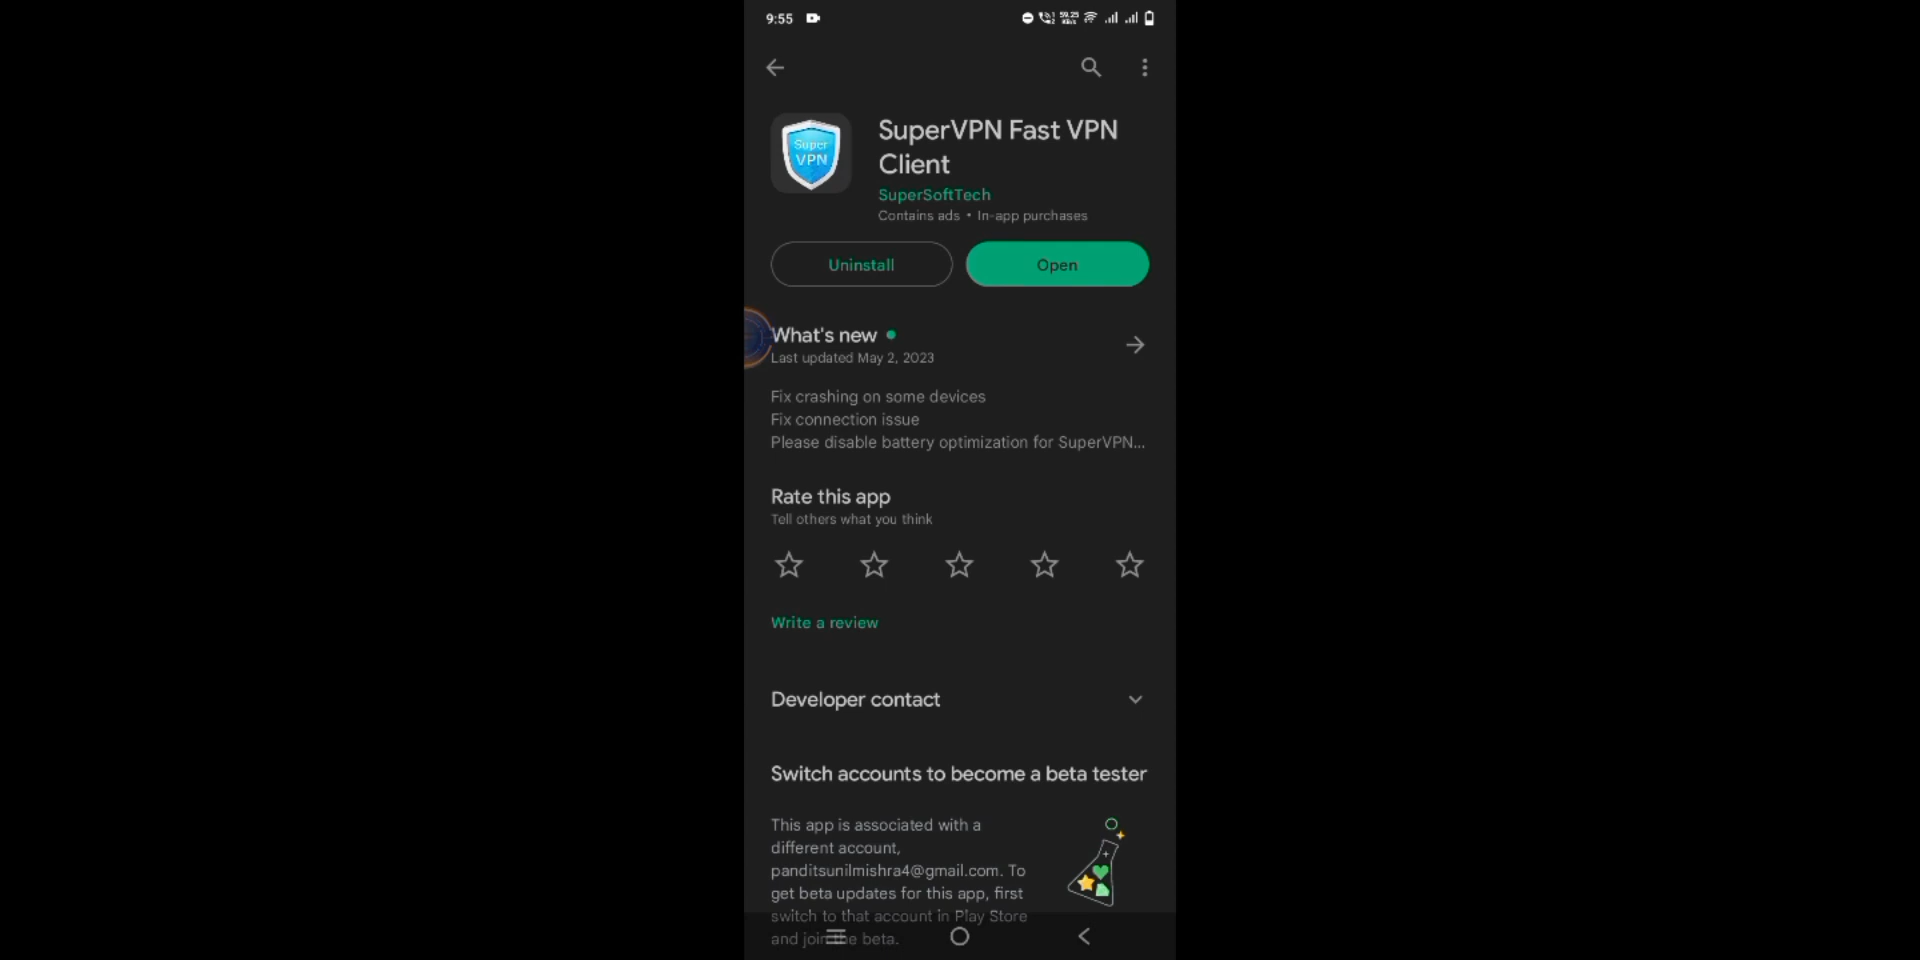 9:55
SuperVPN Fast VPN
Client
Super
VPN
SuperSoftTech
Contains ads • In-app purchases
Uninstall
Open
What's new
Last updated May 2, 2023
Fix crashing on some devices
Fix connection issue
Please disable battery optimization for SuperVPN...
Rate this app
Tell others what you think
Write a review
Developer contact
Switch accounts to become a beta tester
This app is associated with a
different account,
panditsunilmishra4@gmail.com. To
get beta updates for this app, first
switch to that account in Play Store
and join the beta.